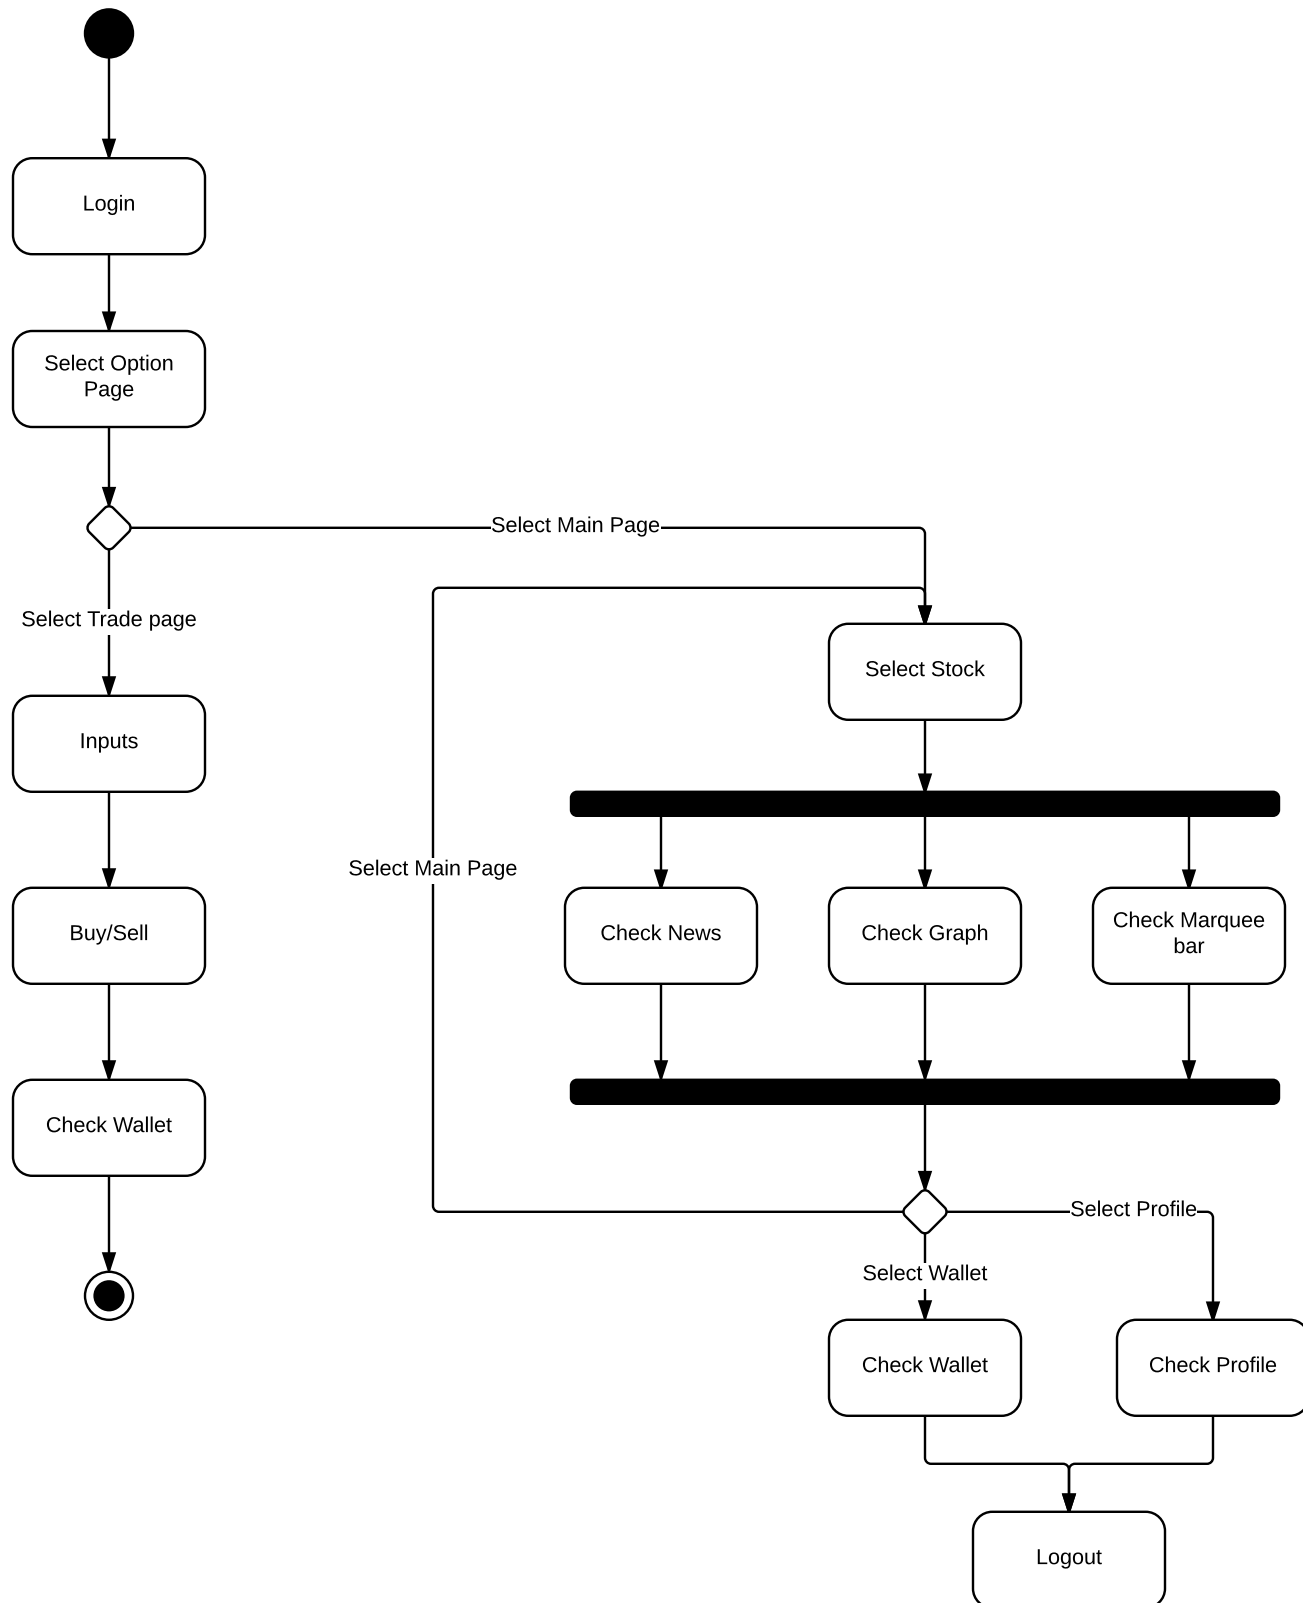 Login
Select Option
Page
Select Main Page
Select Trade page
Select Stock
Inputs
Select Main Page
Buy/Sell
Check News
Check Graph
Check Marquee
bar
Check Wallet
Select Profile
Select Wallet
Check Wallet
Check Profile
Logout